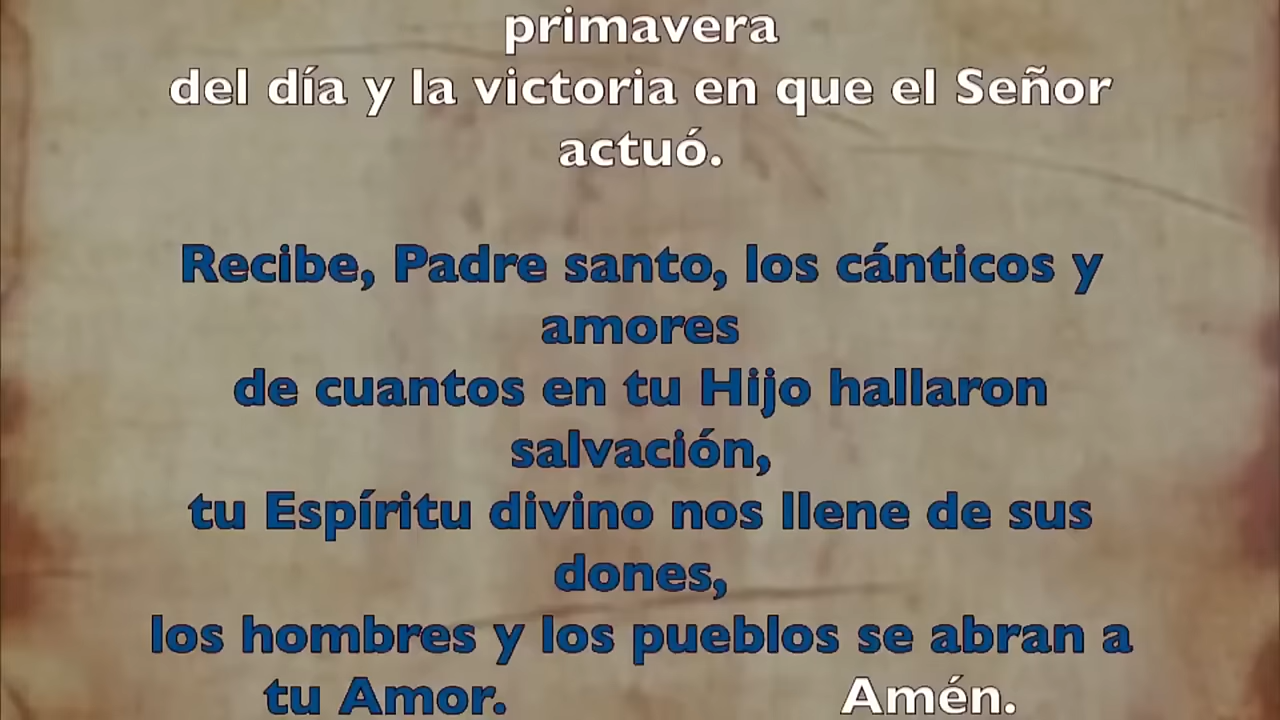 primavera
del día y la victoria en que el Señor
actuó.
Recibe, Padre santo, los cánticos y
amores
de cuantos en tu Hijo hallaron
salvación,
tu Espíritu divino nos llene de sus
dones,
los hombres y los pueblos se abran a
tu Amor. Amén.